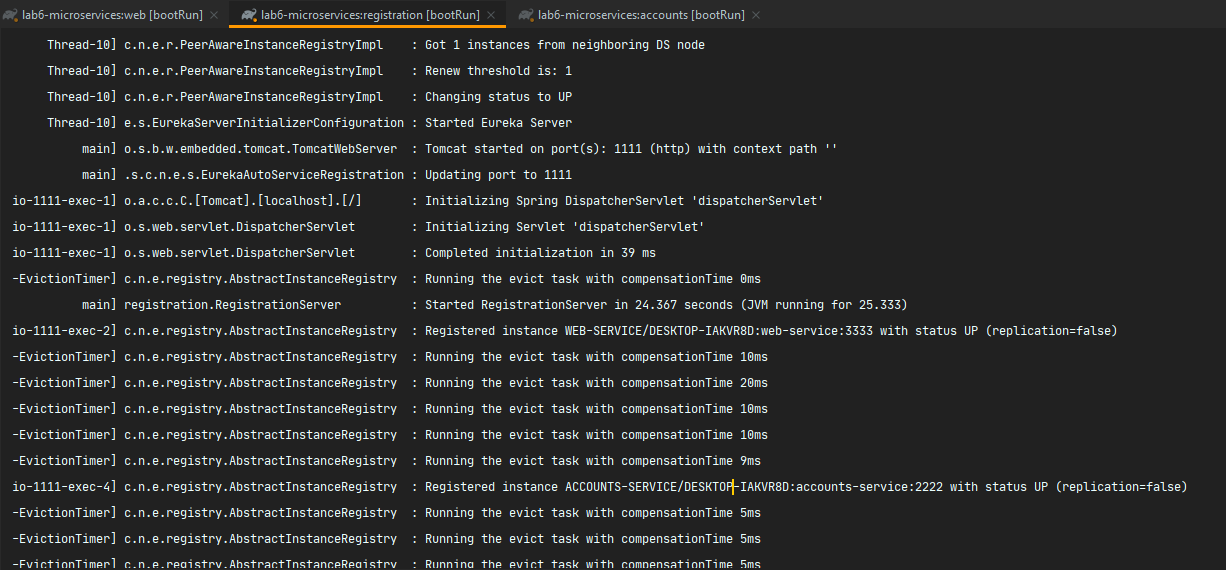 lab6-microservices:web [bootRun] × lab6-microservices:registration [bootRun] × lab6-microservices:accounts [bootRun] ×
Thread-10] c.n.e.r.PeerAwareInstanceRegistryImpl : Got 1 instances from neighboring DS node
Thread-10] c.n.e.r.PeerAwareInstanceRegistryImpl : Renew threshold is: 1
Thread-10] c.n.e.r.PeerAwareInstanceRegistryImpl : Changing status to UP
Thread-10] e.s.EurekaServerInitializerConfiguration : Started Eureka Server
main] o.s.b.w.embedded.tomcat.TomcatWebServer : Tomcat started on port(s): 1111 (http) with context path ''
main] .s.c.n.e.s.EurekaAutoServiceRegistration : Updating port to 1111
io-1111-exec-1] o.a.c.c.C.[Tomcat].[localhost].[/] : Initializing Spring DispatcherServlet 'dispatcherServlet'
io-1111-exec-1] o.s.web.servlet.DispatcherServlet : Initializing Servlet 'dispatcherServlet'
io-1111-exec-1] o.s.web.servlet.DispatcherServlet : Completed initialization in 39 ms
-EvictionTimer] c.n.e.registry.AbstractInstanceRegistry : Running the evict task with compensationTime 0ms
main] registration.RegistrationServer : Started RegistrationServer in 24.367 seconds (JVM running for 25.333)
io-1111-exec-2] c.n.e.registry.AbstractInstanceRegistry : Registered instance WEB-SERVICE/DESKTOP-IAKVR8D:web-service:3333 with status UP (replication=false)
-EvictionTimer] c.n.e.registry.AbstractInstanceRegistry : Running the evict task with compensationTime 10ms
-EvictionTimer] c.n.e.registry.AbstractInstanceRegistry : Running the evict task with compensationTime 20ms
-EvictionTimer] c.n.e.registry.AbstractInstanceRegistry : Running the evict task with compensationTime 10ms
-EvictionTimer] c.n.e.registry.AbstractInstanceRegistry : Running the evict task with compensationTime 10ms
-EvictionTimer] c.n.e.registry.AbstractInstanceRegistry : Running the evict task with compensationTime 9ms
io-1111-exec-4] c.n.e.registry.AbstractInstanceRegistry : Registered instance ACCOUNTS-SERVICE/DESKTOP-IAKVR8D:accounts-service:2222 with status UP (replication=false)
-EvictionTimer] c.n.e.registry.AbstractInstanceRegistry : Running the evict task with compensationTime 5ms
-EvictionTimer] c.n.e.registry.AbstractInstanceRegistry : Running the evict task with compensationTime 5ms
-EvictionTimer] c.n.e.registry.AbstractInstanceRegistry : Running the evict task with compensationTime 5ms